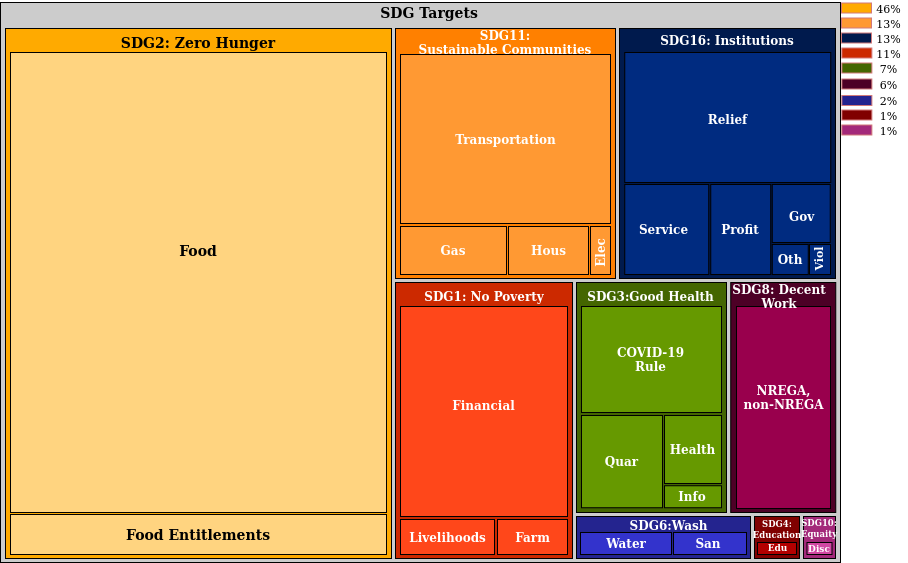 SDG Targets
SDG2: Zero Hunger
Food
Food Entitlements
SDG11:
Sustainable Communities
Transportation
Gas
Hous
Elec
SDG16: Institutions
Relief
Service
Profit
Gov
Oth
Viol
SDG1: No Poverty
Financial
Livelihoods
Farm
SDG3:Good Health
COVID-19
Rule
Quar
Health
Info
SDG8: Decent
Work
NREGA,
non-NREGA
SDG6:Wash
Water
San
SDG4:
Education
Edu
SDG10:
Equaity
Disc
46%
13%
13%
11%
7%
6%
2%
1%
1%